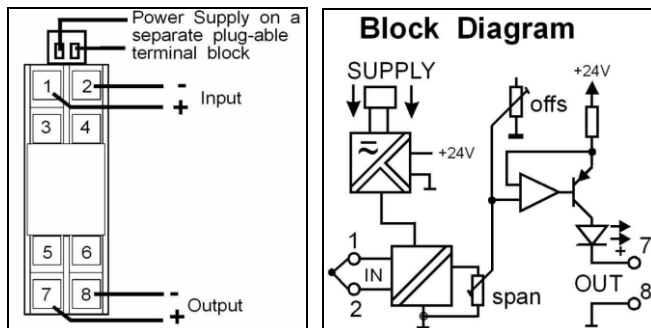 Power Supply on a
separate plug-able
terminal block
1 2 -
+ Input
3 4
5 6
7 8 -
+ Output
Block Diagram
SUPPLY
+24V
offs
+24V
1
IN
2
span
+
7
OUT
8